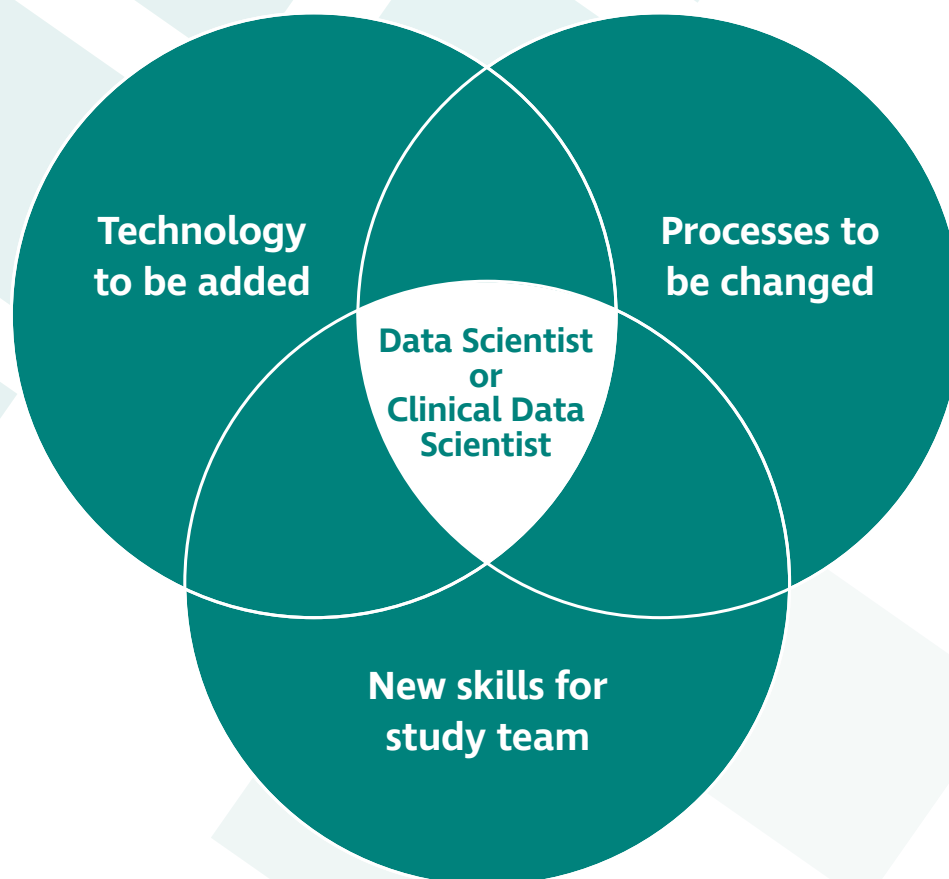 Technology
to be added
Processes to
be changed
Data Scientist
or
Clinical Data
Scientist
New skills for
study team